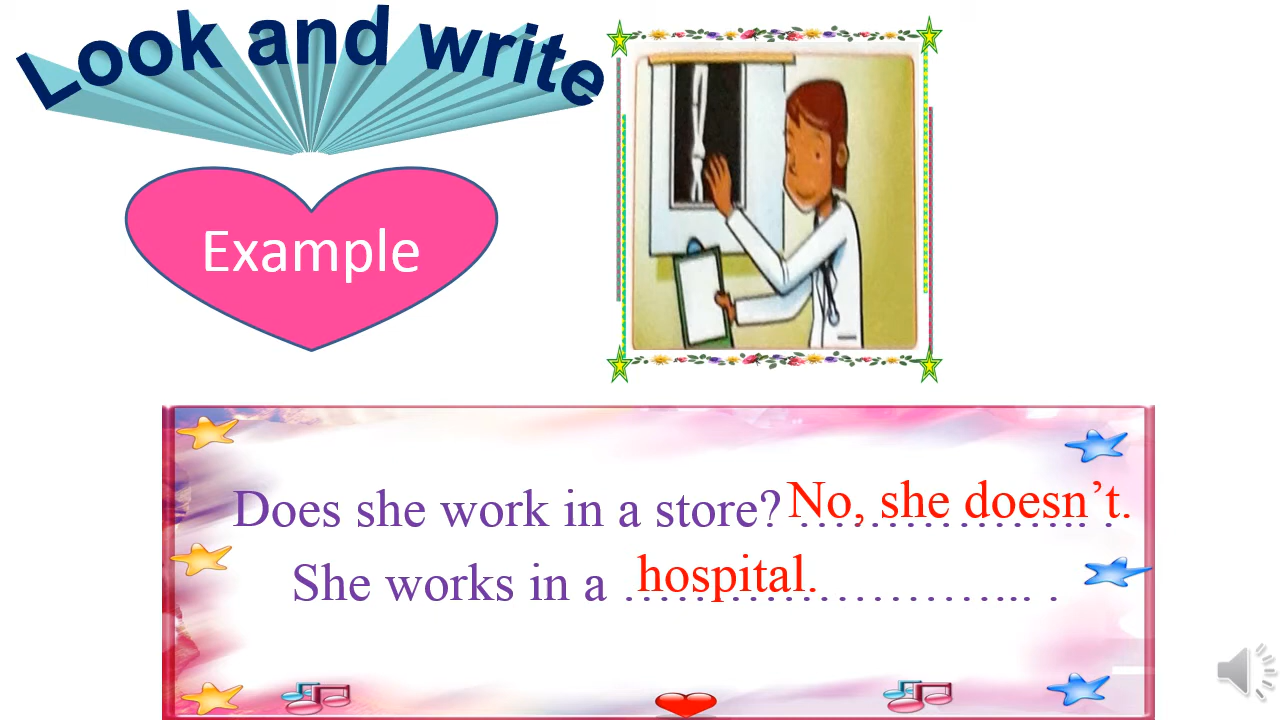 Look and write
Example
Does she work in a store? No, she doesn’t.
She works in a hospital.